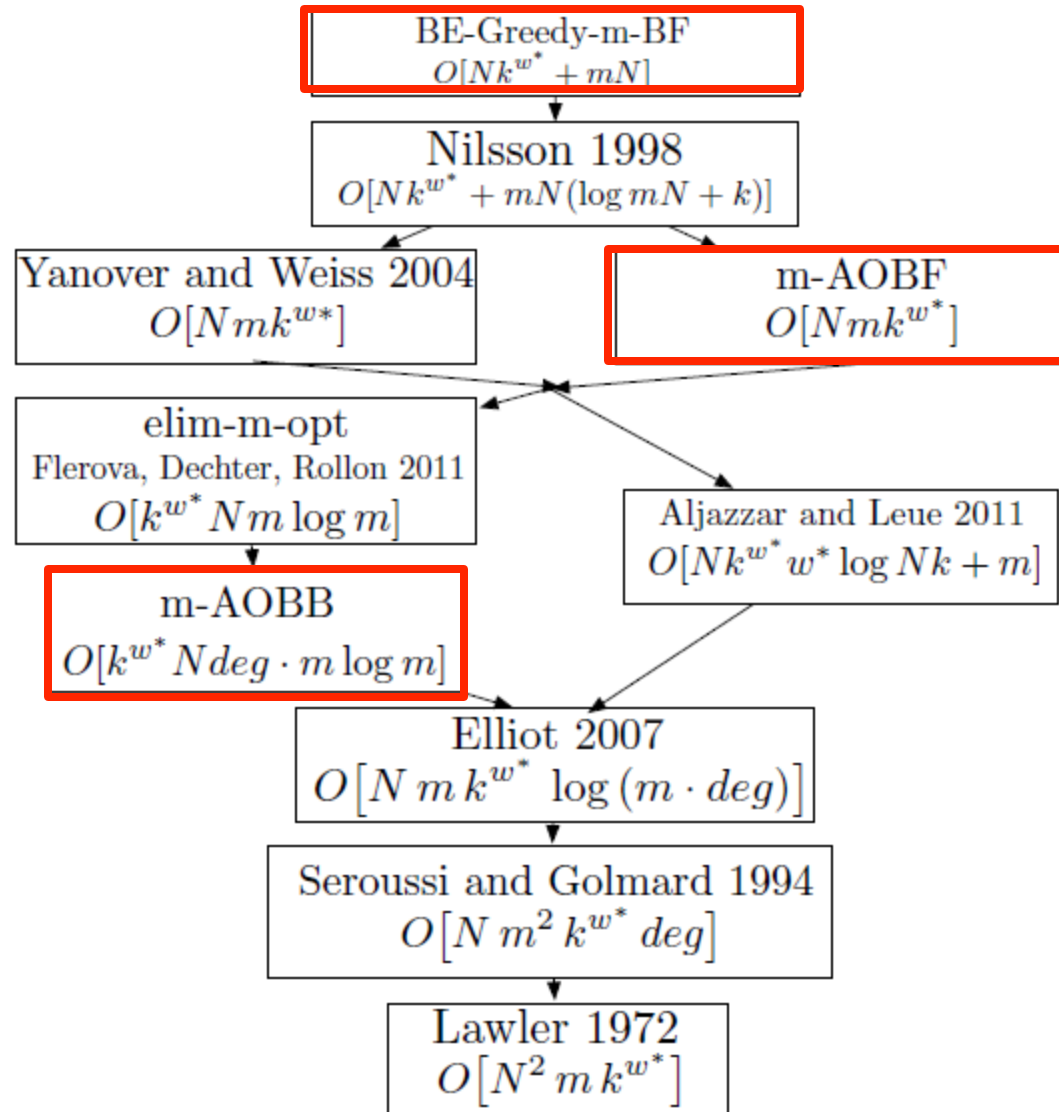 BE-Greedy-m-BF
O[Nk^{w^*} + mN]
Nilsson 1998
O[Nk^{w^*} + mN(log mN + k)]
Yanover and Weiss 2004
O[Nmk^{w*}]
m-AOBF
O[Nmk^{w^*}]
elim-m-opt
Flerova, Dechter, Rollon 2011
O[k^{w^*} Nm log m]
Aljazzar and Leue 2011
O[Nk^{w^*} w^* log Nk + m]
m-AOBB
O[k^{w^*} Ndeg · m log m]
Elliot 2007
O[N m k^{w^*} log (m · deg)]
Seroussi and Golmard 1994
O[N m^2 k^{w^*} deg]
Lawler 1972
O[N^2 m k^{w^*}]